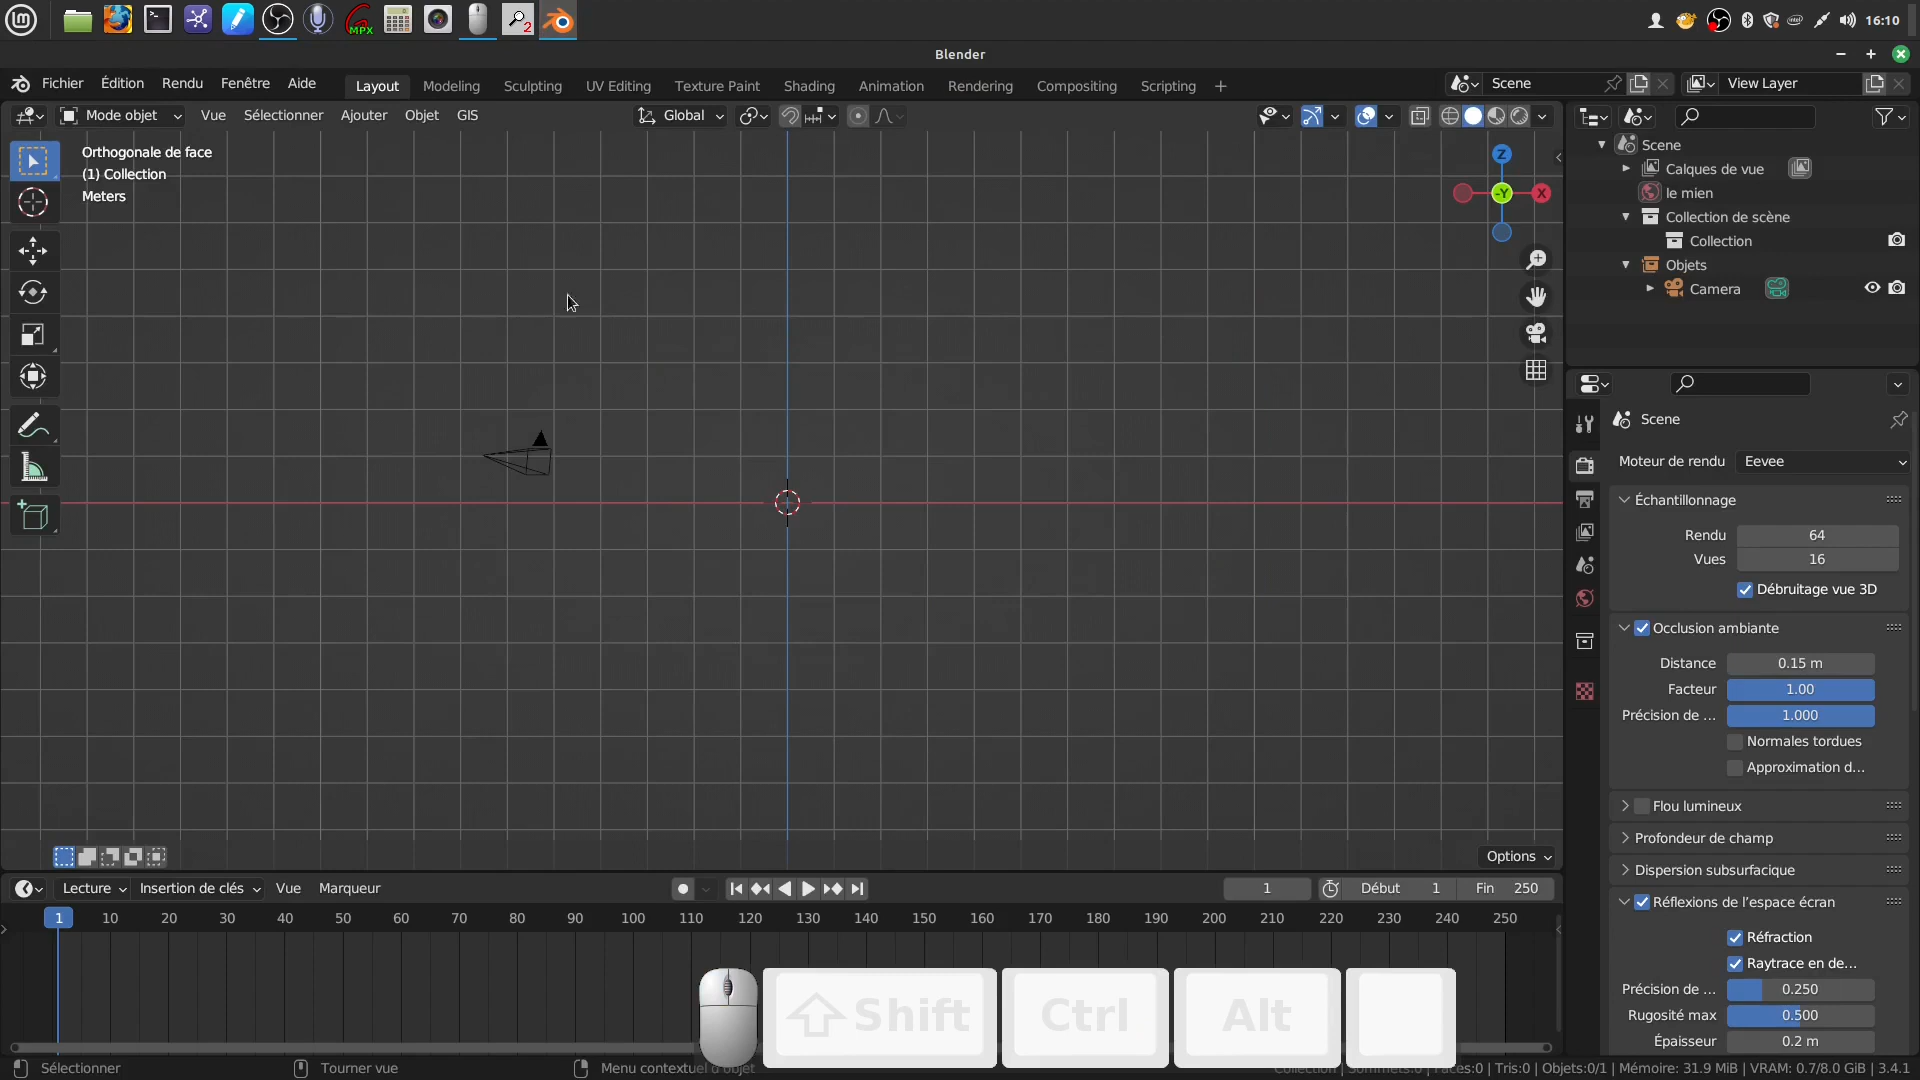 MPX
2
16:10
Blender
Fichier Édition Rendu Fenêtre Aide
Layout Modeling Sculpting UV Editing Texture Paint Shading Animation Rendering Compositing Scripting +
Scene View Layer
Mode objet Vue Sélectionner Ajouter Objet GIS Global
Orthogonale de face
(1) Collection
Meters
Z
-Y
X
Scene
Calques de vue
le mien
Collection de scène
Collection
Objets
Camera
Scene
Moteur de rendu Eevee
Échantillonnage
Rendu 64
Vues 16
Débruitage vue 3D
Occlusion ambiante
Distance 0.15 m
Facteur 1.00
Précision de ... 1.000
Normales tordues
Approximation d...
Flou lumineux
Profondeur de champ
Dispersion subsurfacique
Réflexions de l'espace écran
Réfraction
Raytrace en de...
Précision de ... 0.250
Rugosité max 0.500
Épaisseur 0.2 m
Options
Lecture Insertion de clés Vue Marqueur 1 Début 1 Fin 250
1 10 20 30 40 50 60 70 80 90 100 110 120 130 140 150 160 170 180 190 200 210 220 230 240 250
Shift Ctrl Alt
Sélectionner Tourner vue Menu contextuel d'objet
Collection | Sommets:0 | Faces:0 | Tris:0 | Objets:0/1 | Mémoire: 31.9 MiB | VRAM: 0.7/8.0 GiB | 3.4.1